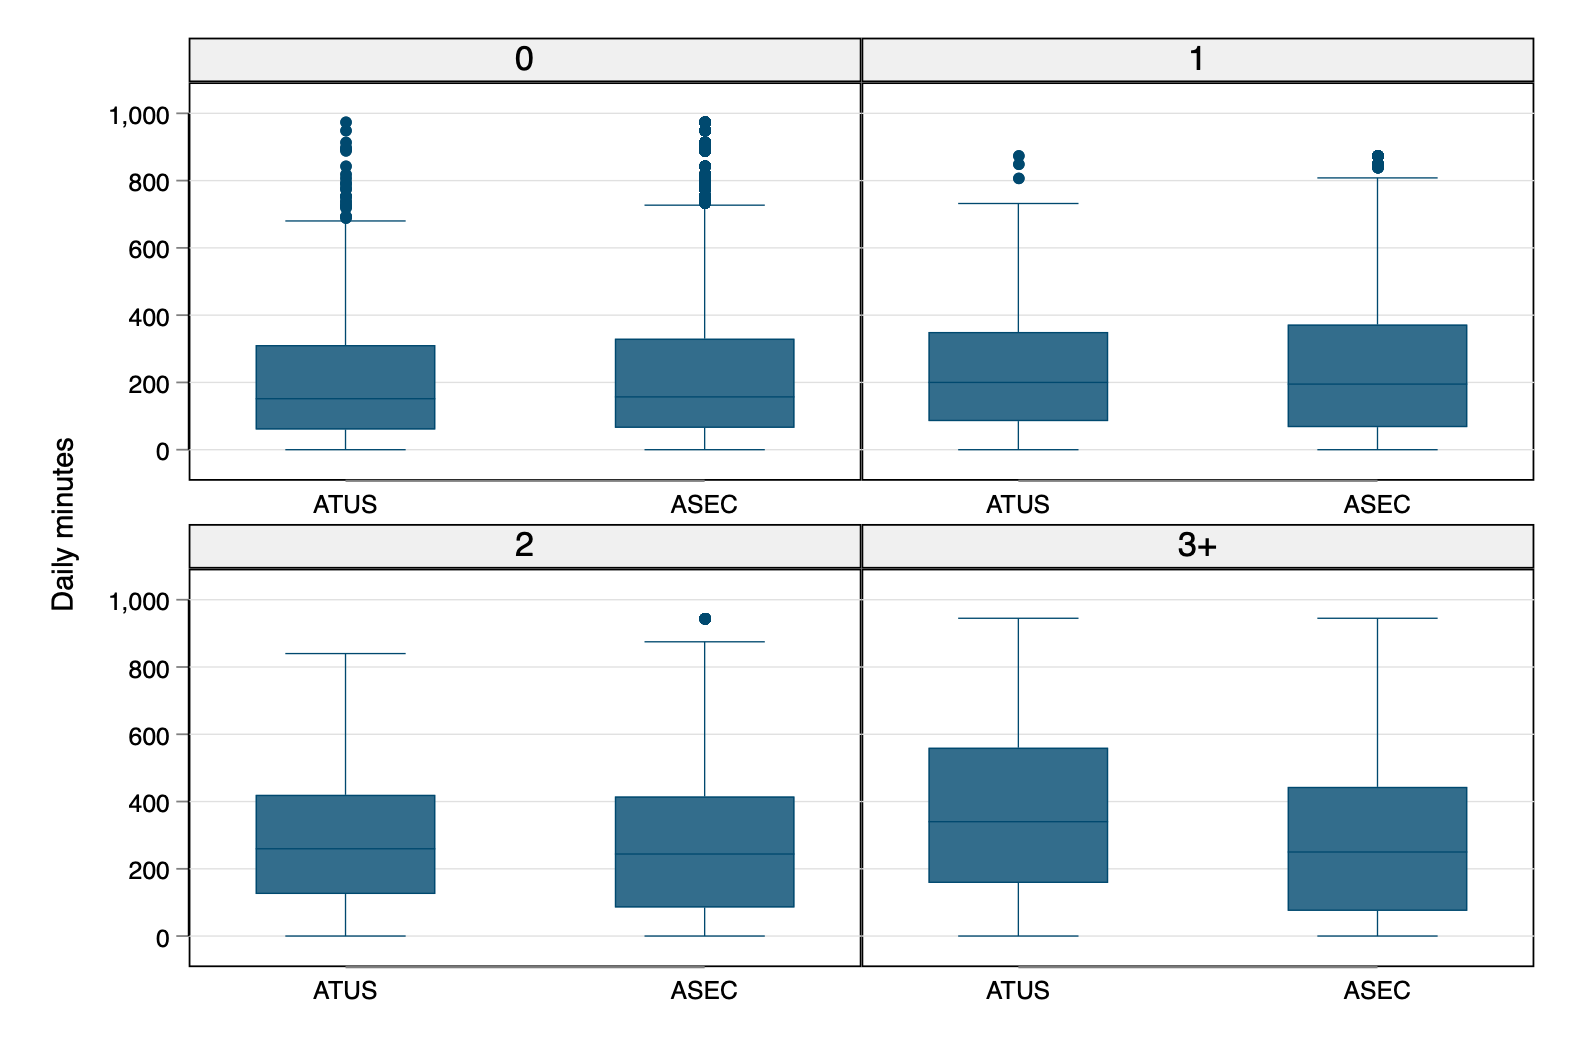 0
1
1,000
800
600
400
200
0
ATUS
ASEC
ATUS
ASEC
Daily minutes
2
3+
1,000
800
600
400
200
0
ATUS
ASEC
ATUS
ASEC